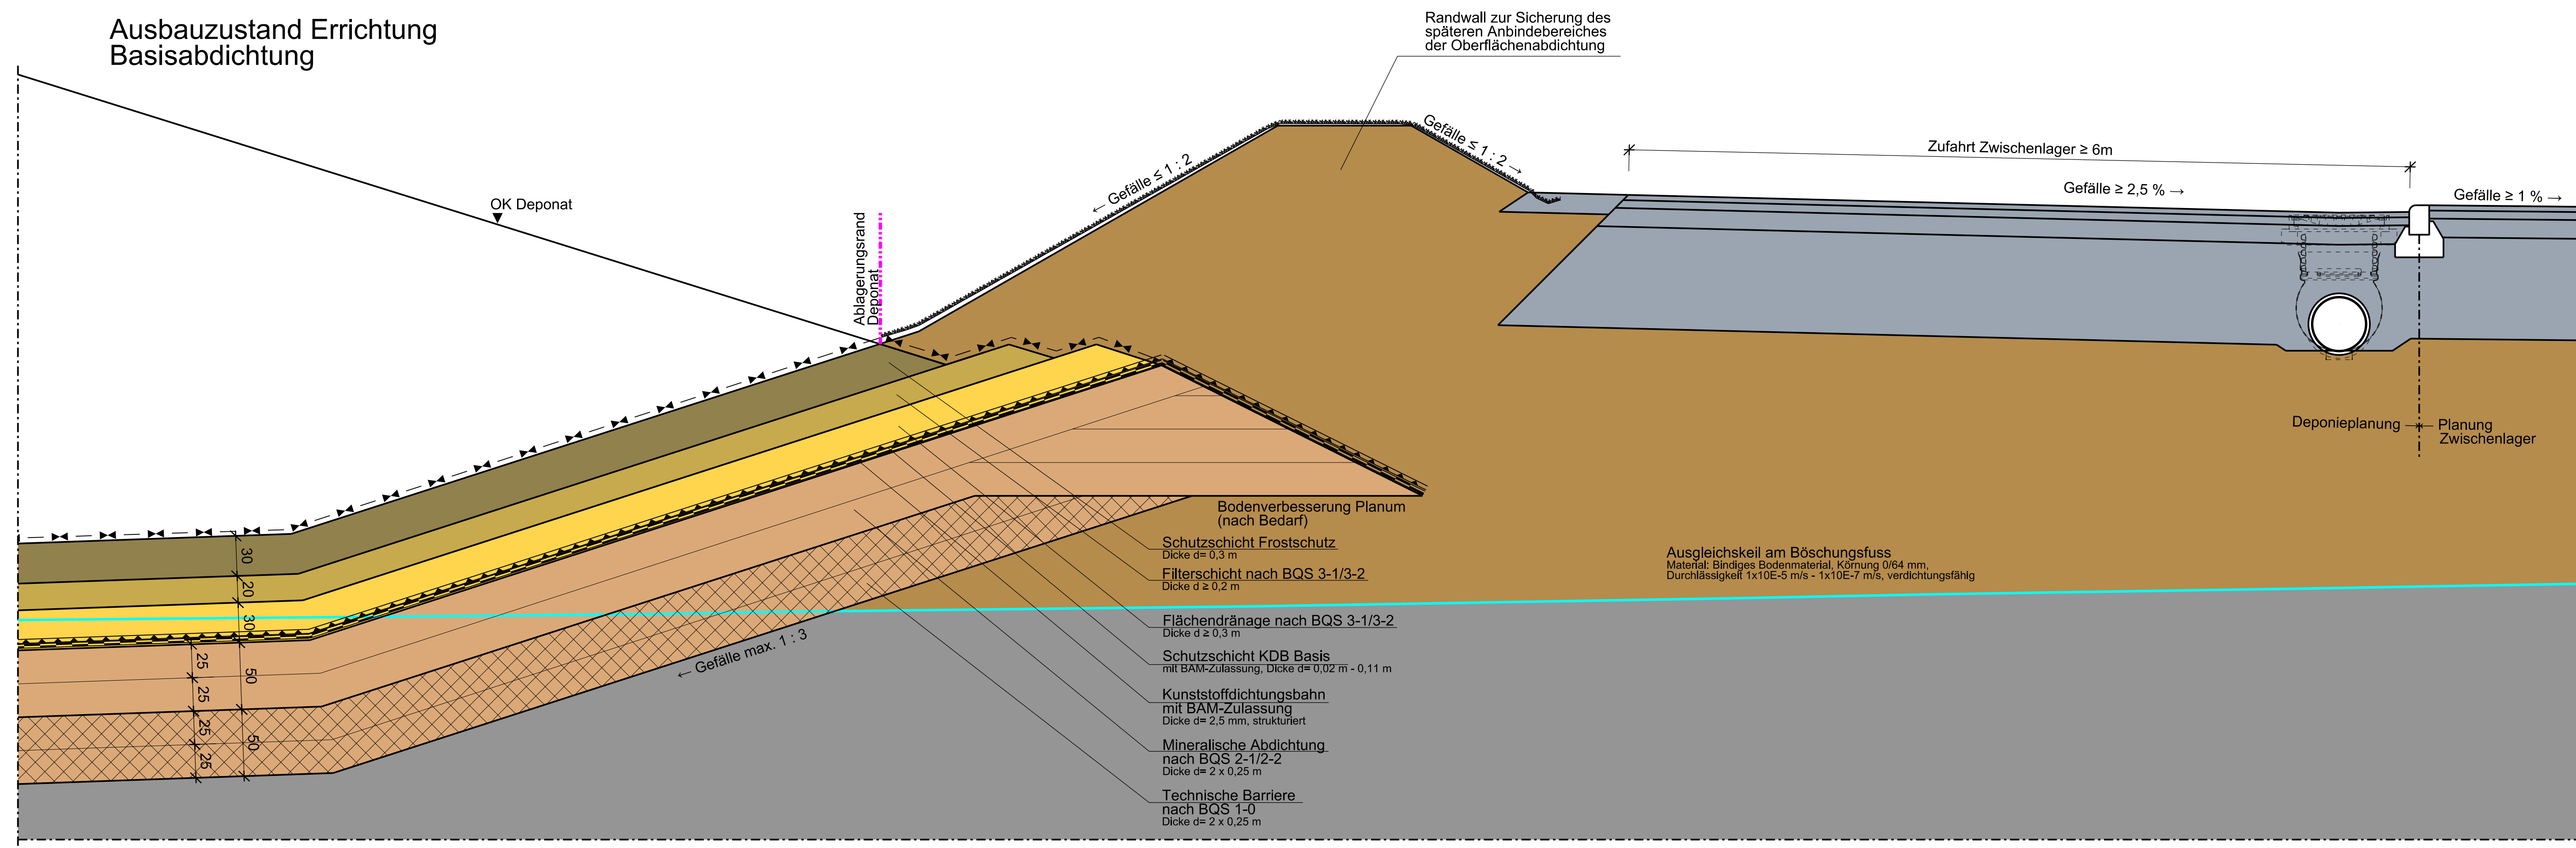 Ausbauzustand Errichtung
Basisabdichtung
Randwall zur Sicherung des
späteren Anbindebereiches
der Oberflächenabdichtung
OK Deponat
Ablagerungsrand
Deponat
← Gefälle ≤ 1 : 2
Gefälle ≤ 1 : 2 →
Zufahrt Zwischenlager ≥ 6m
Gefälle ≥ 2,5 % →
Gefälle ≥ 1 % →
Deponieplanung
Planung
Zwischenlager
Bodenverbesserung Planum
(nach Bedarf)
Schutzschicht Frostschutz
Dicke d= 0,3 m
Filterschicht nach BQS 3-1/3-2
Dicke d ≥ 0,2 m
Flächendränage nach BQS 3-1/3-2
Dicke d ≥ 0,3 m
Schutzschicht KDB Basis
mit BAM-Zulassung, Dicke d= 0,02 m - 0,11 m
Kunststoffdichtungsbahn
mit BAM-Zulassung
Dicke d= 2,5 mm, strukturiert
Mineralische Abdichtung
nach BQS 2-1/2-2
Dicke d= 2 x 0,25 m
Technische Barriere
nach BQS 1-0
Dicke d= 2 x 0,25 m
Ausgleichskeil am Böschungsfuss
Material: Bindiges Bodenmaterial, Körnung 0/64 mm,
Durchlässigkeit 1x10E-5 m/s - 1x10E-7 m/s, verdichtungsfähig
← Gefälle max. 1 : 3
30
20
30
50
50
25
25
25
25